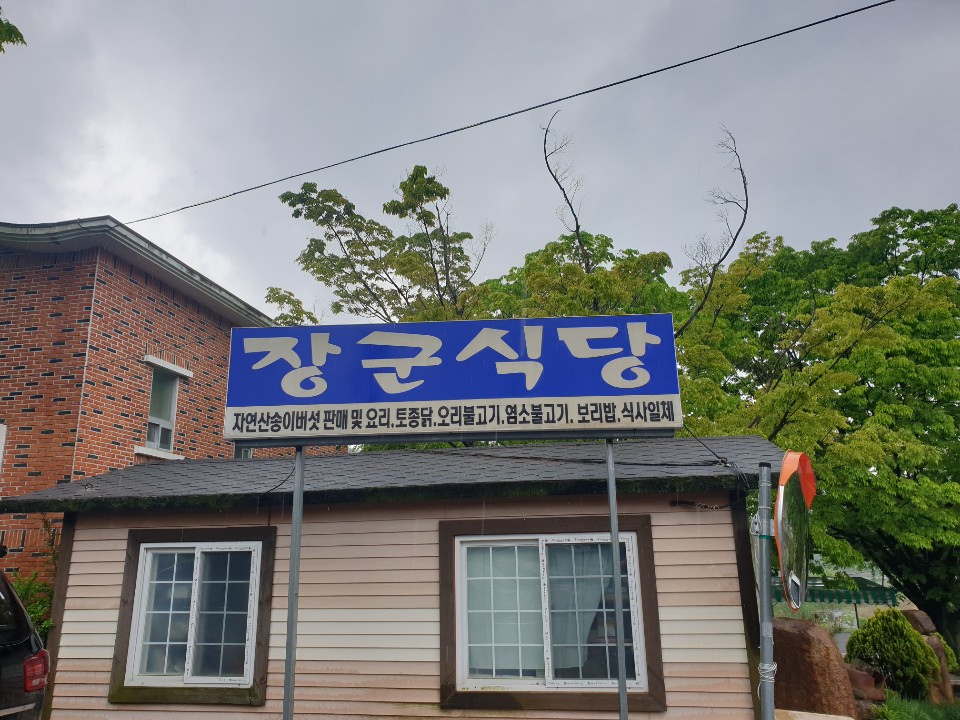 장군식당
자연산송이버섯 판매 및 요리, 토종닭, 오리불고기, 염소불고기. 보리밥, 식사일체